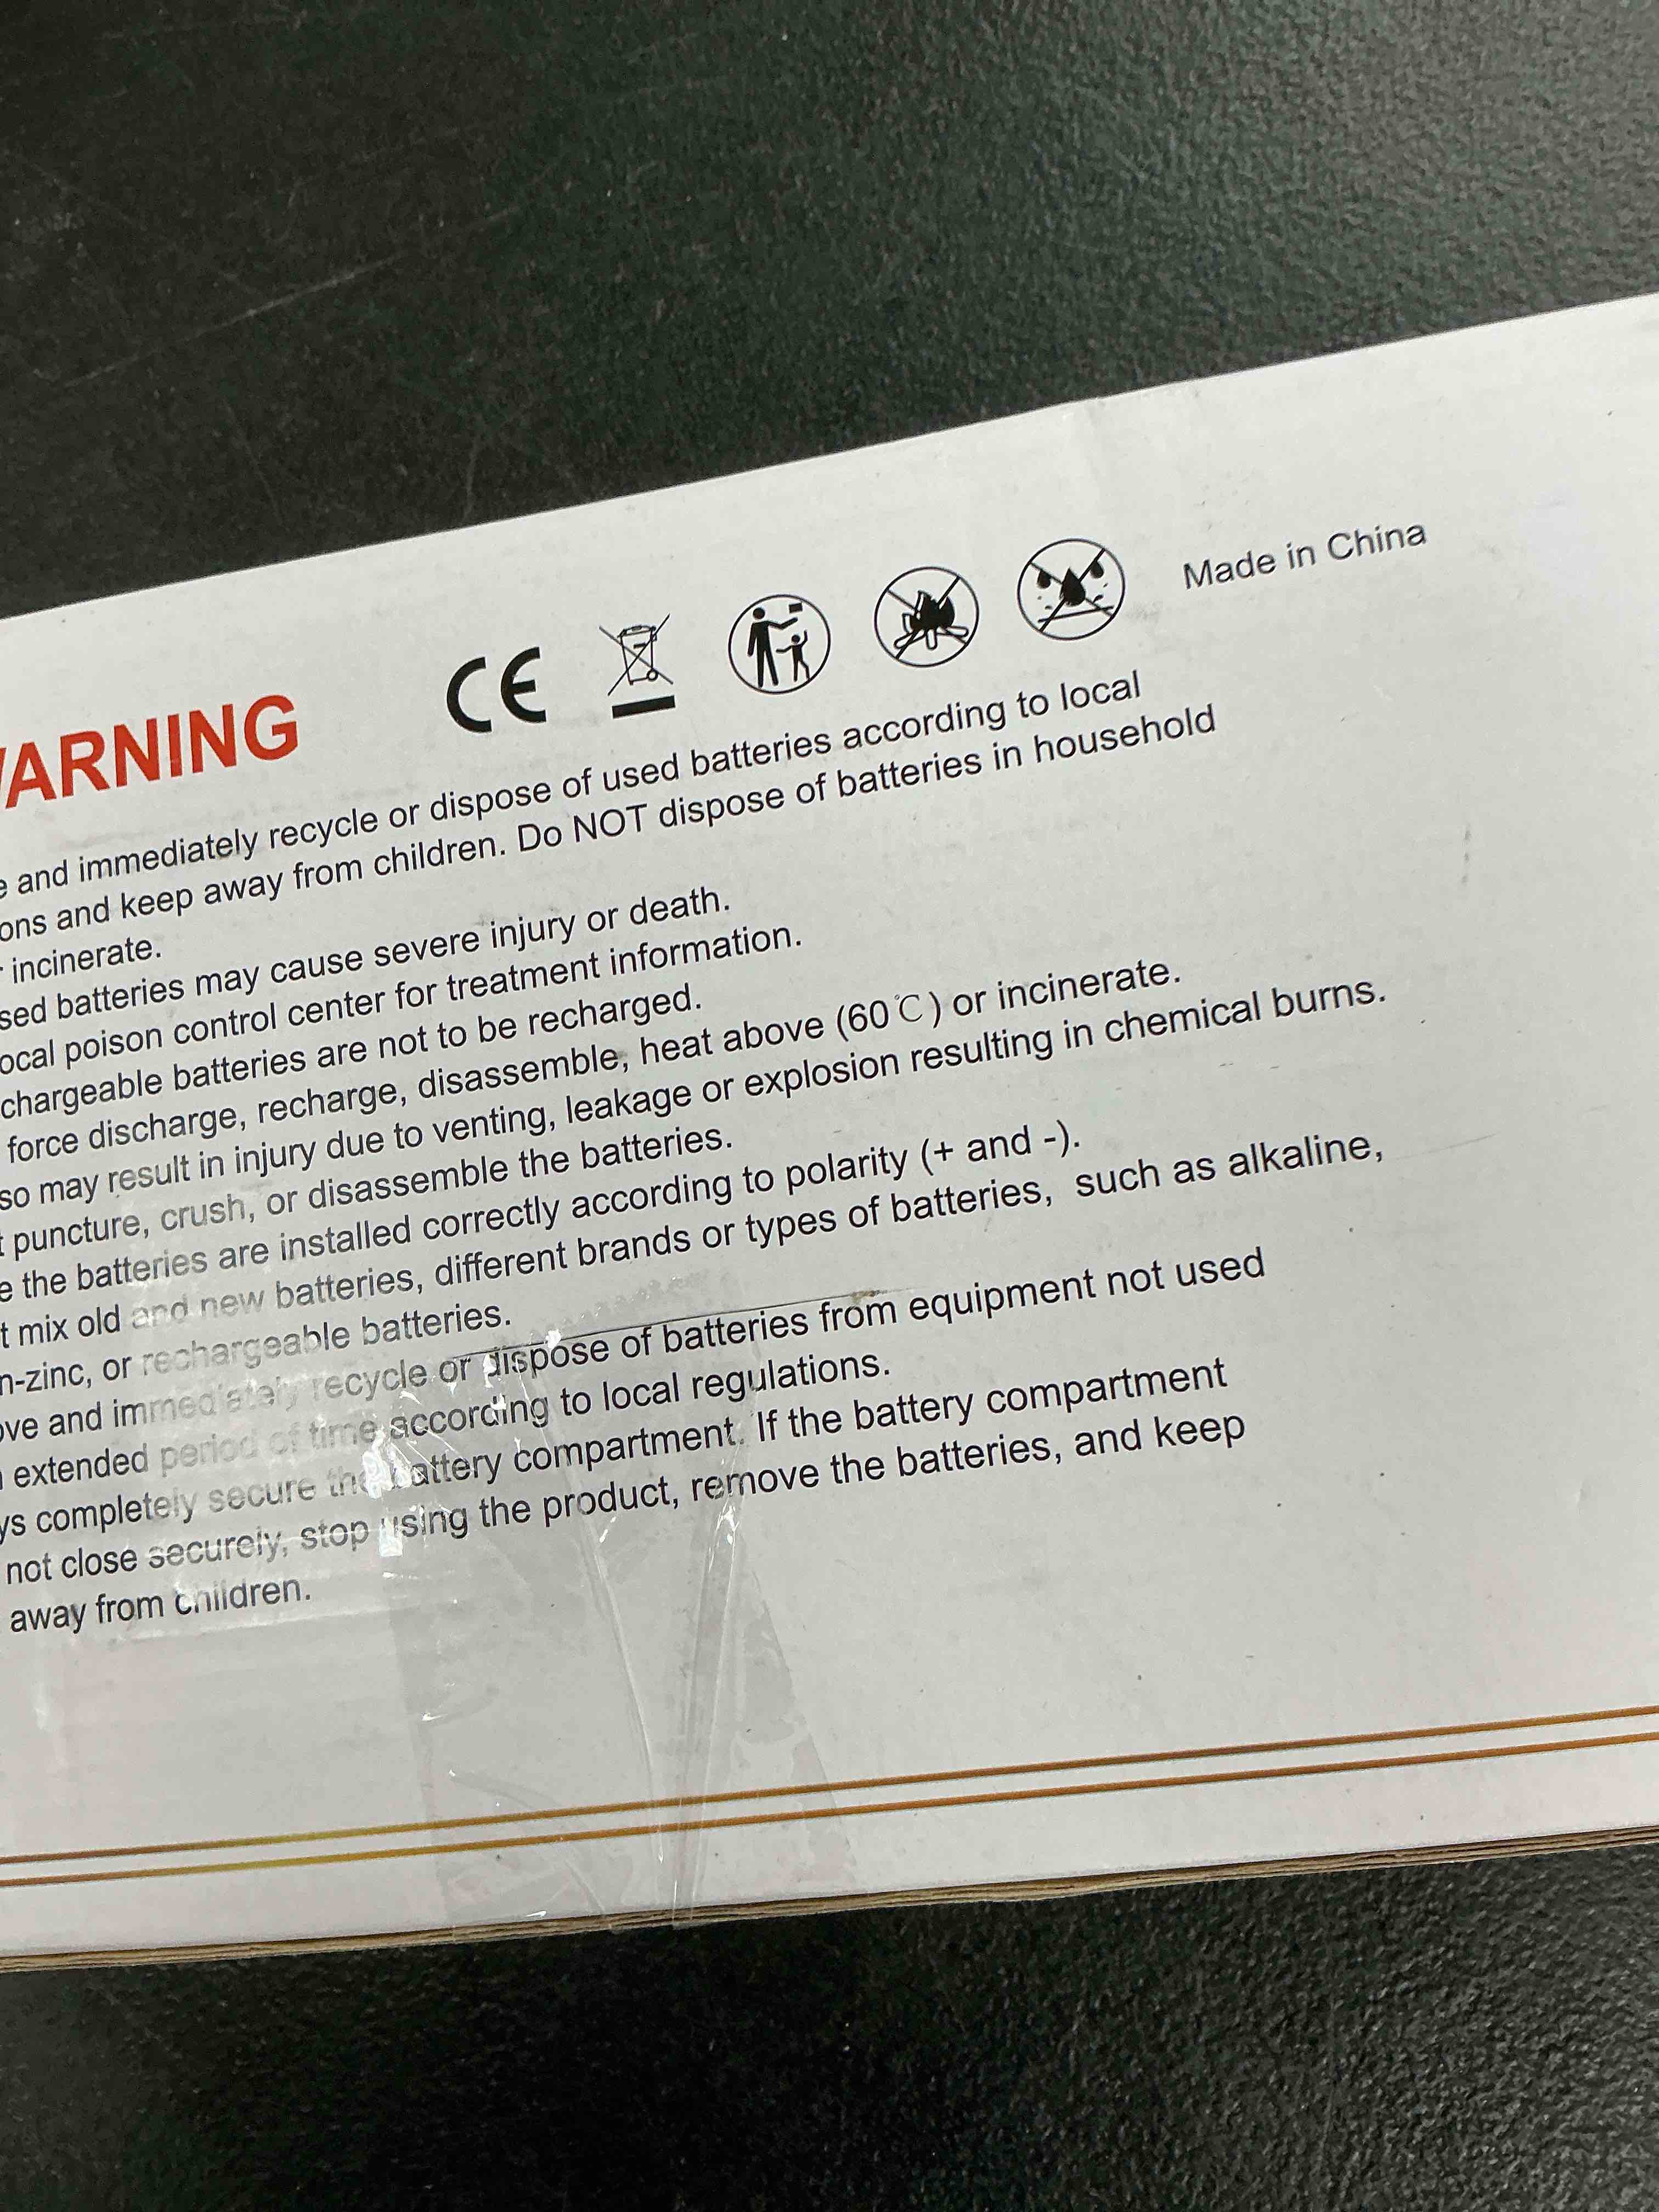 CE
Made in China
WARNING
and immediately recycle or dispose of used batteries according to local
ons and keep away from children. Do NOT dispose of batteries in household
incinerate.
sed batteries may cause severe injury or death.
ocal poison control center for treatment information.
chargeable batteries are not to be recharged.
force discharge, recharge, disassemble, heat above (60℃) or incinerate.
so may result in injury due to venting, leakage or explosion resulting in chemical burns.
t puncture, crush, or disassemble the batteries.
e the batteries are installed correctly according to polarity (+ and -).
t mix old and new batteries, different brands or types of batteries, such as alkaline,
n-zinc, or rechargeable batteries.
ove and immediately recycle or dispose of batteries from equipment not used
extended period of time according to local regulations.
ys completely secure the battery compartment. If the battery compartment
not close securely, stop using the product, remove the batteries, and keep
away from children.